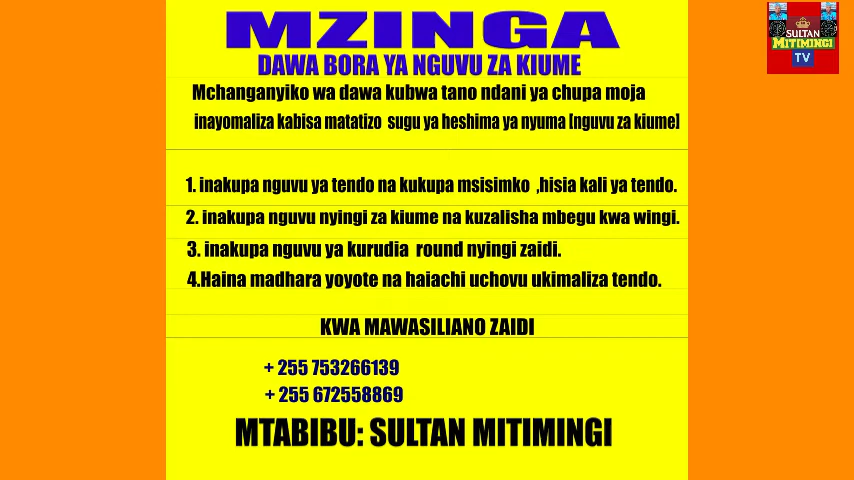 MZINGA
DAWA BORA YA NGUVU ZA KIUME
Mchanganyiko wa dawa kubwa tano ndani ya chupa moja
inayomaliza kabisa matatizo sugu ya heshima ya nyuma [nguvu za kiume]
1. inakupa nguvu ya tendo na kukupa msisimko ,hisia kali ya tendo.
2. inakupa nguvu nyingi za kiume na kuzalisha mbegu kwa wingi.
3. inakupa nguvu ya kurudia round nyingi zaidi.
4.Haina madhara yoyote na haiachi uchovu ukimaliza tendo.
KWA MAWASILIANO ZAIDI
+ 255 753266139
+ 255 672558869
MTABIBU: SULTAN MITIMINGI
SULTAN
MITIMINGI
TV